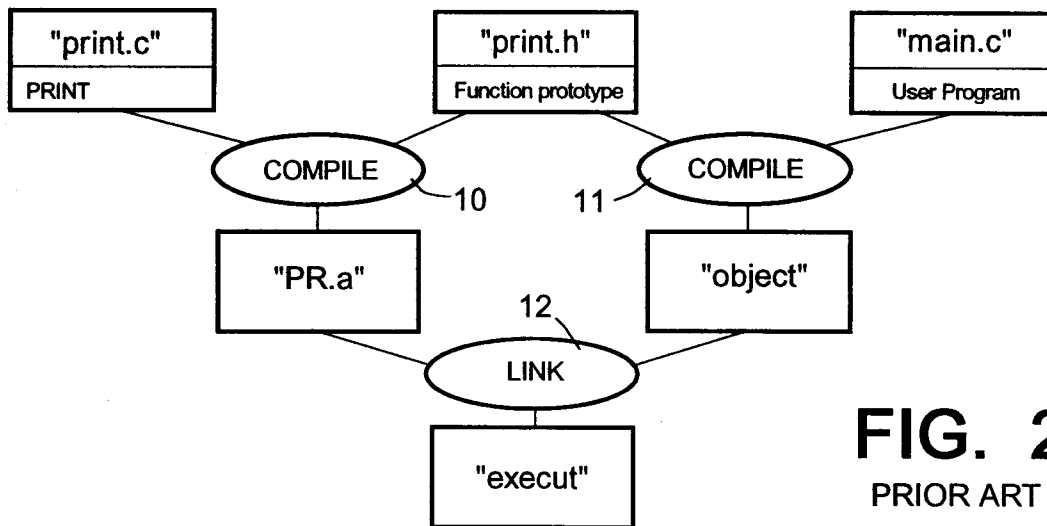 "print.c"
PRINT
"print.h"
Function prototype
"main.c"
User Program
COMPILE
10
11
COMPILE
"PR.a"
"object"
12
LINK
"execut"
FIG. 2
PRIOR ART